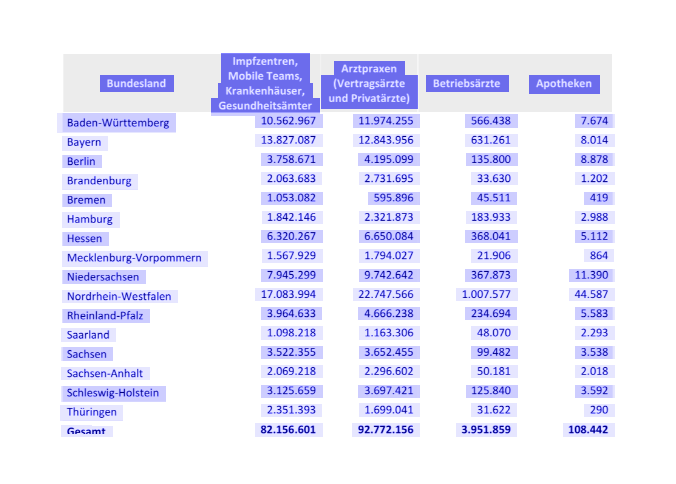 Bundesland Impfzentren, Mobile Teams, Krankenhäuser, Gesundheitsämter Arztpraxen (Vertragsärzte und Privatärzte) Betriebsärzte Apotheken
Baden-Württemberg 10.562.967 11.974.255 566.438 7.674
Bayern 13.827.087 12.843.956 631.261 8.014
Berlin 3.758.671 4.195.099 135.800 8.878
Brandenburg 2.063.683 2.731.695 33.630 1.202
Bremen 1.053.082 595.896 45.511 419
Hamburg 1.842.146 2.321.873 183.933 2.988
Hessen 6.320.267 6.650.084 368.041 5.112
Mecklenburg-Vorpommern 1.567.929 1.794.027 21.906 864
Niedersachsen 7.945.299 9.742.642 367.873 11.390
Nordrhein-Westfalen 17.083.994 22.747.566 1.007.577 44.587
Rheinland-Pfalz 3.964.633 4.666.238 234.694 5.583
Saarland 1.098.218 1.163.306 48.070 2.293
Sachsen 3.522.355 3.652.455 99.482 3.538
Sachsen-Anhalt 2.069.218 2.296.602 50.181 2.018
Schleswig-Holstein 3.125.659 3.697.421 125.840 3.592
Thüringen 2.351.393 1.699.041 31.622 290
Gesamt 82.156.601 92.772.156 3.951.859 108.442